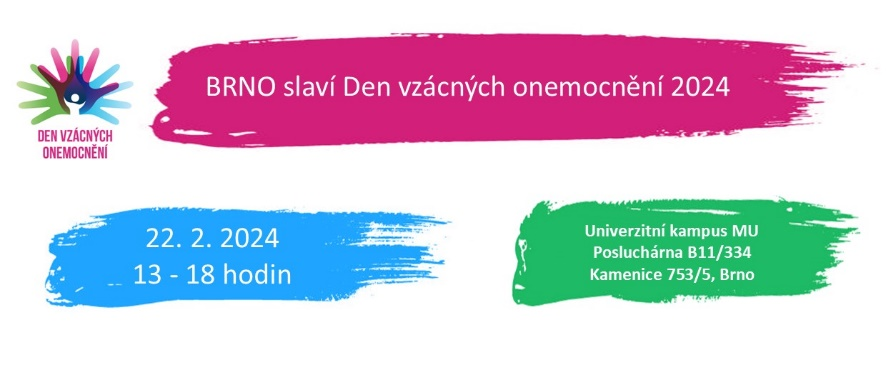 BRNO slaví Den vzácných onemocnění 2024
DEN VZÁCNÝCH
ONEMOCNĚNÍ
22. 2. 2024
13 - 18 hodin
Univerzitní kampus MU
Posluchárna B11/334
Kamenice 753/5, Brno